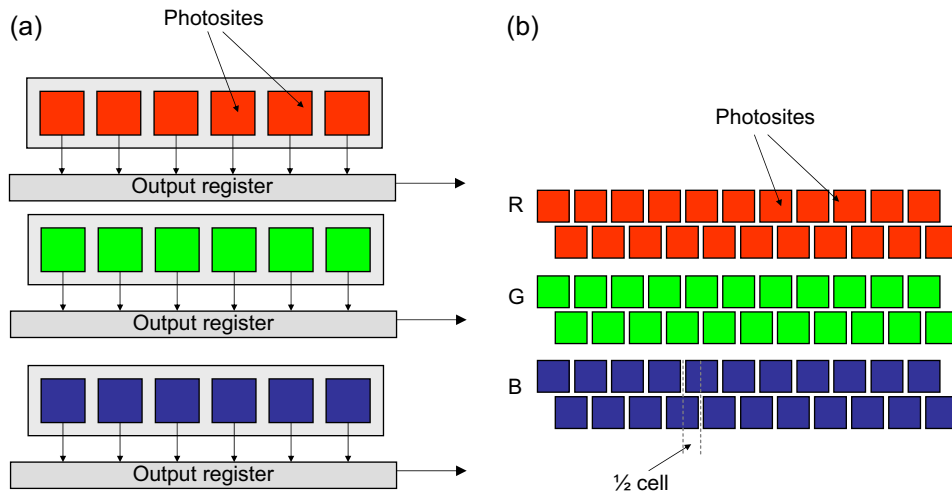 (a)
Photosites
Output register
Output register
Output register
(b)
Photosites
R
G
B
½ cell